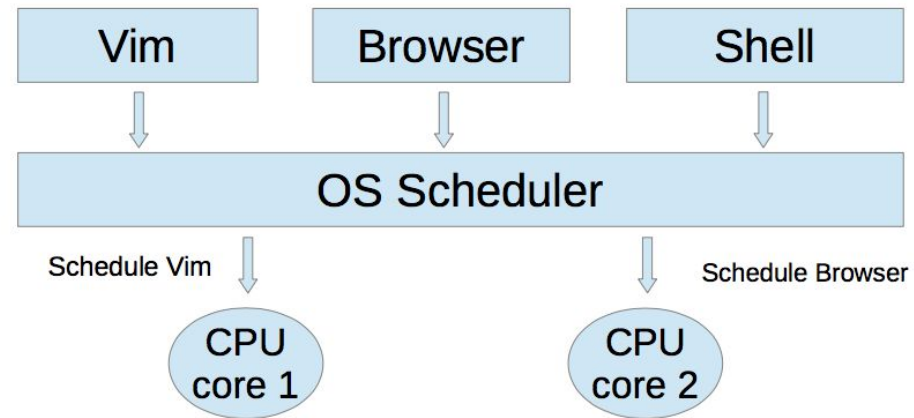 Vim
Browser
Shell
OS Scheduler
Schedule Vim
Schedule Browser
CPU
core 1
CPU
core 2